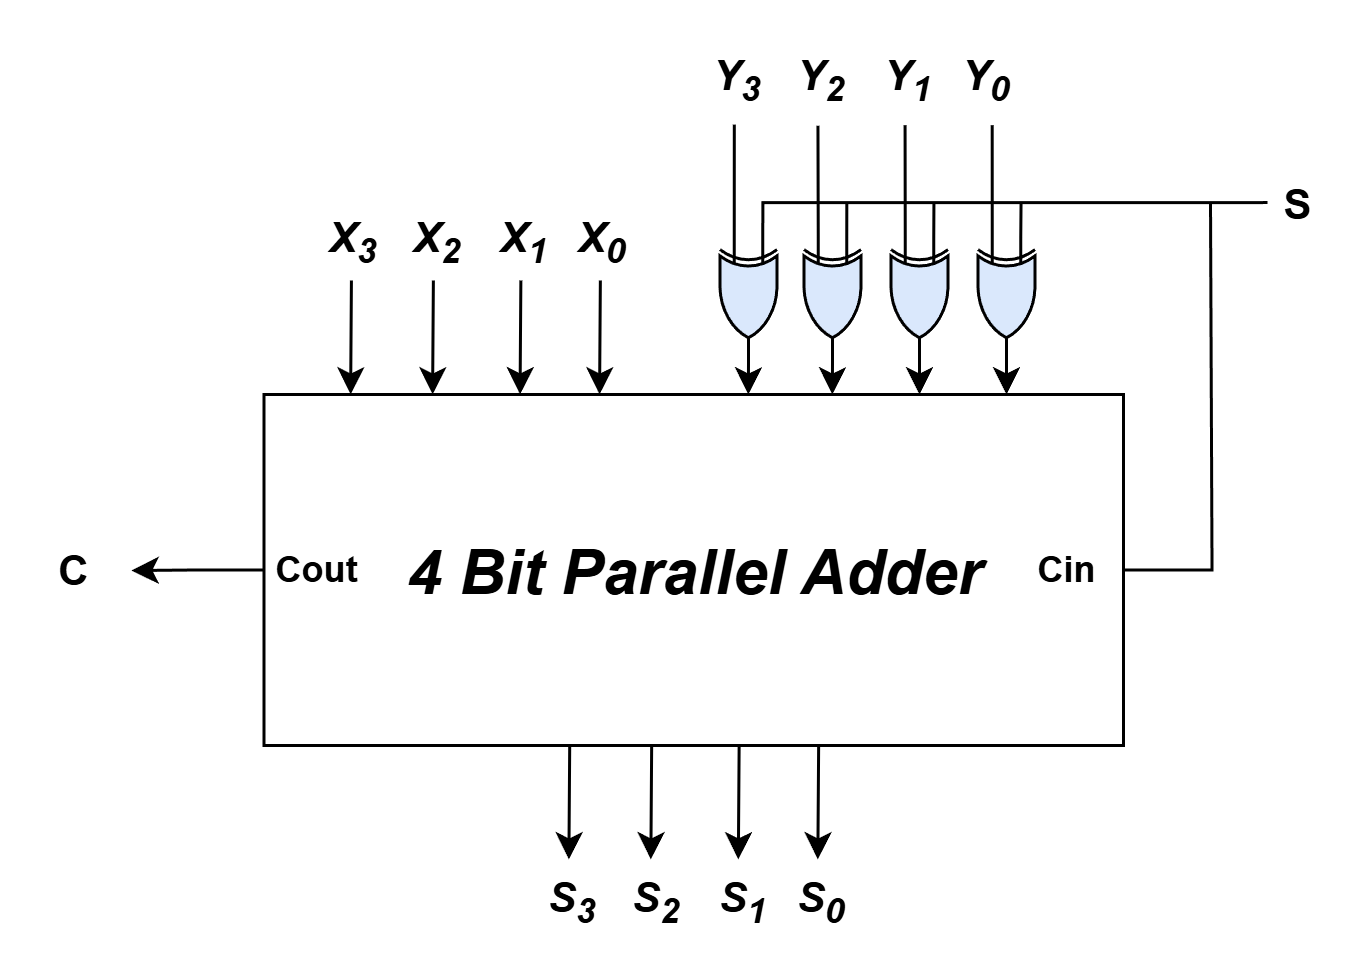 Y3 Y2 Y1 Y0
S
X3 X2 X1 X0
C
Cout 4 Bit Parallel Adder Cin
S3 S2 S1 S0